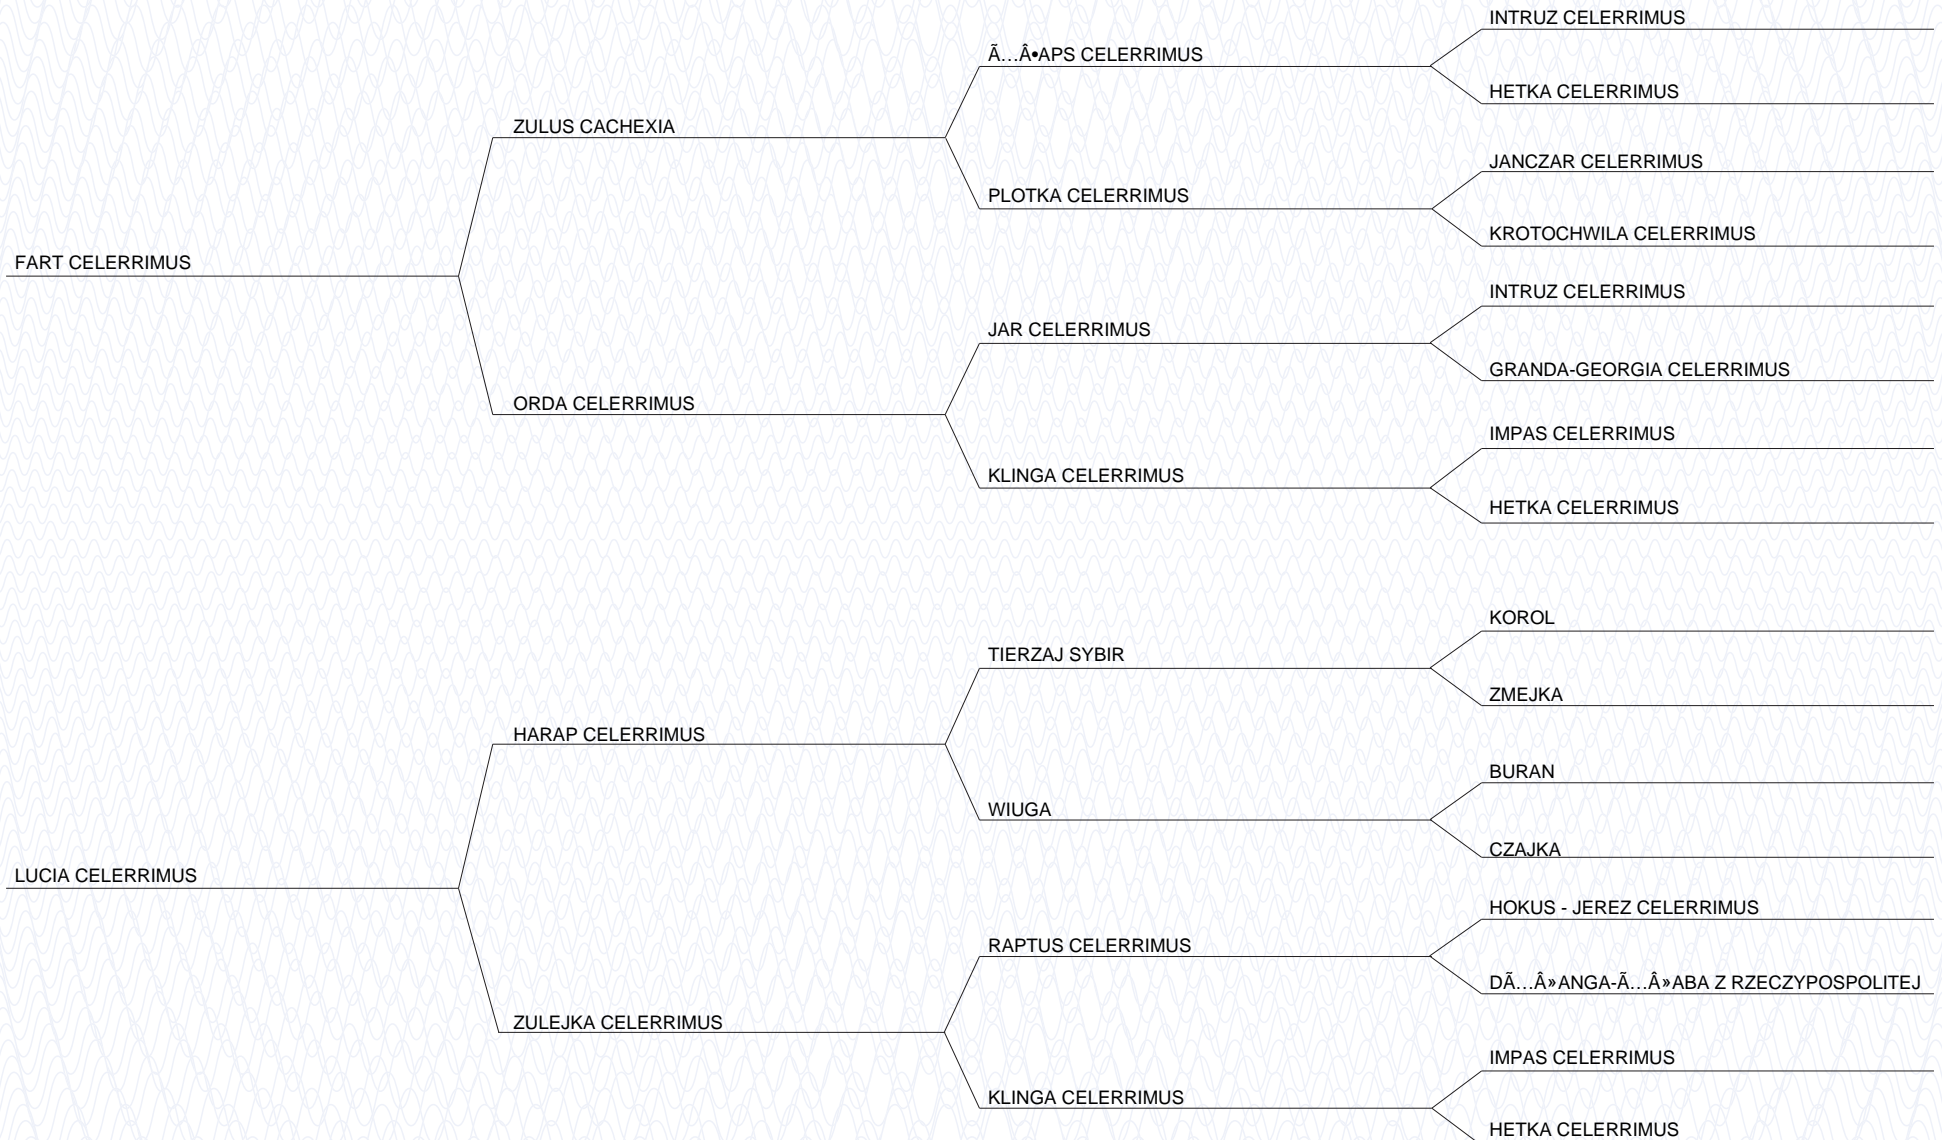 INTRUZ CELERRIMUS
Ã…Â•APS CELERRIMUS
HETKA CELERRIMUS
ZULUS CACHEXIA
JANCZAR CELERRIMUS
PLOTKA CELERRIMUS
KROTOCHWILA CELERRIMUS
FART CELERRIMUS
INTRUZ CELERRIMUS
JAR CELERRIMUS
GRANDA-GEORGIA CELERRIMUS
ORDA CELERRIMUS
IMPAS CELERRIMUS
KLINGA CELERRIMUS
HETKA CELERRIMUS
KOROL
TIERZAJ SYBIR
ZMEJKA
HARAP CELERRIMUS
BURAN
WIUGA
CZAJKA
LUCIA CELERRIMUS
HOKUS - JEREZ CELERRIMUS
RAPTUS CELERRIMUS
DÃ…Â»ANGA-Ã…Â»ABA Z RZECZYPOSPOLITEJ
ZULEJKA CELERRIMUS
IMPAS CELERRIMUS
KLINGA CELERRIMUS
HETKA CELERRIMUS